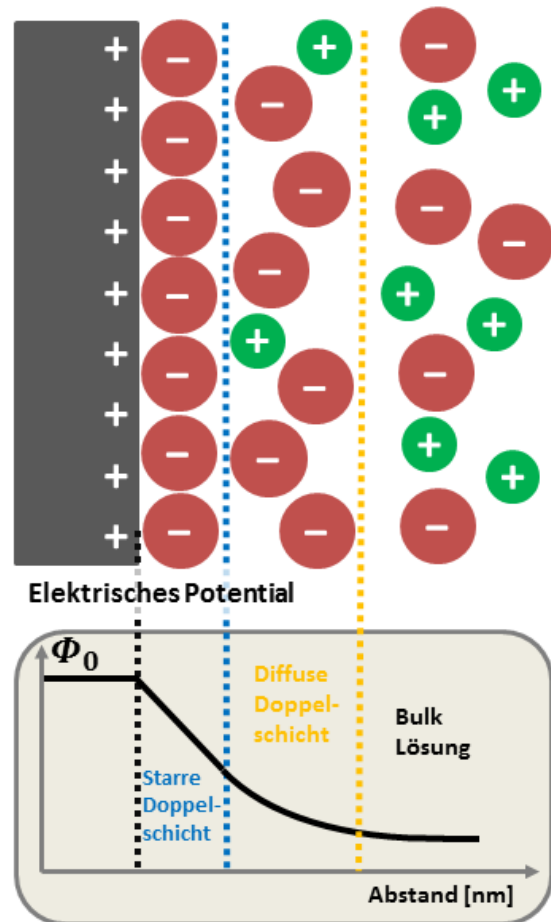 Elektrisches Potential
Φ₀
Diffuse
Doppel-
schicht
Bulk
Lösung
Starre
Doppel-
schicht
Abstand [nm]